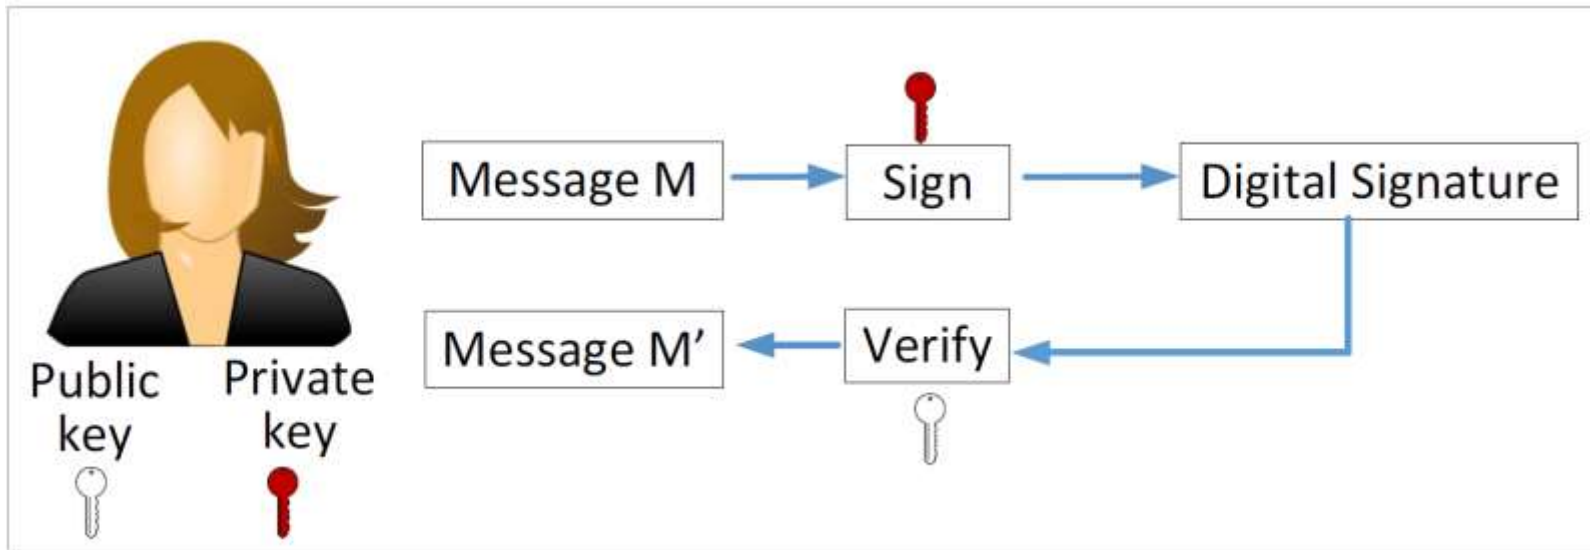 Message M
Sign
Digital Signature
Message M’
Verify
Public
key
Private
key